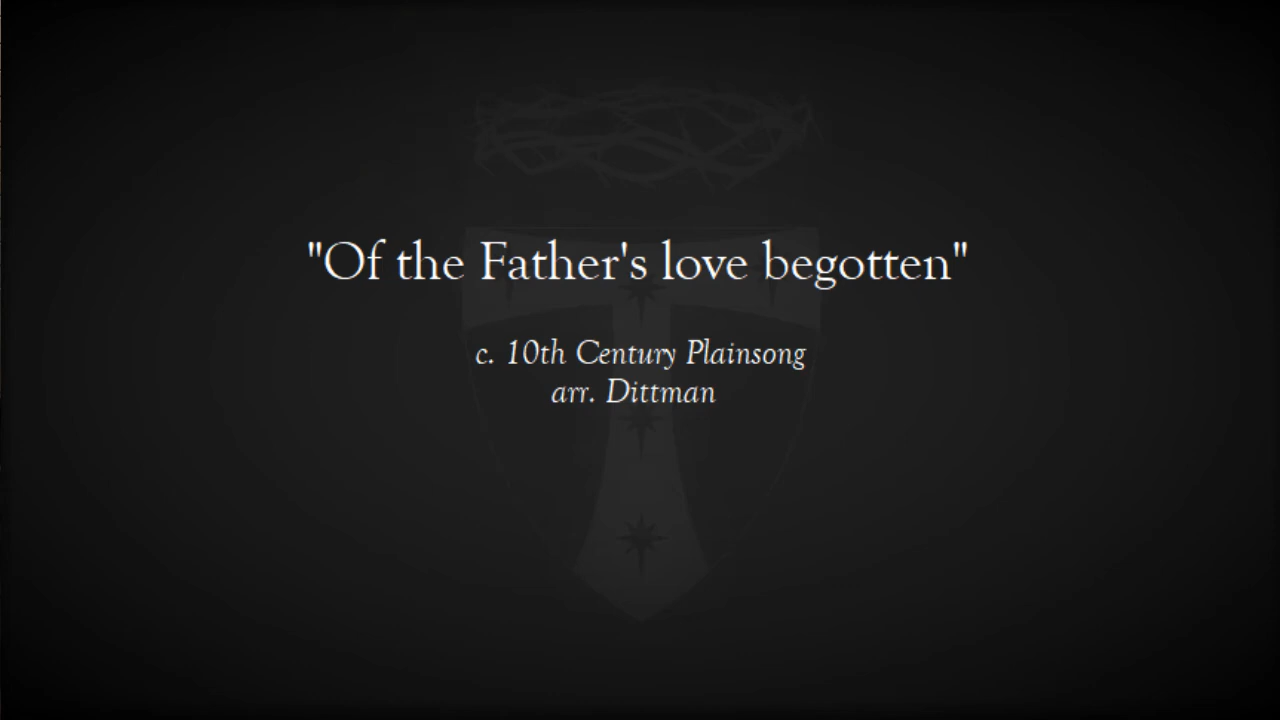 "Of the Father's love begotten"
c. 10th Century Plainsong
arr. Dittman